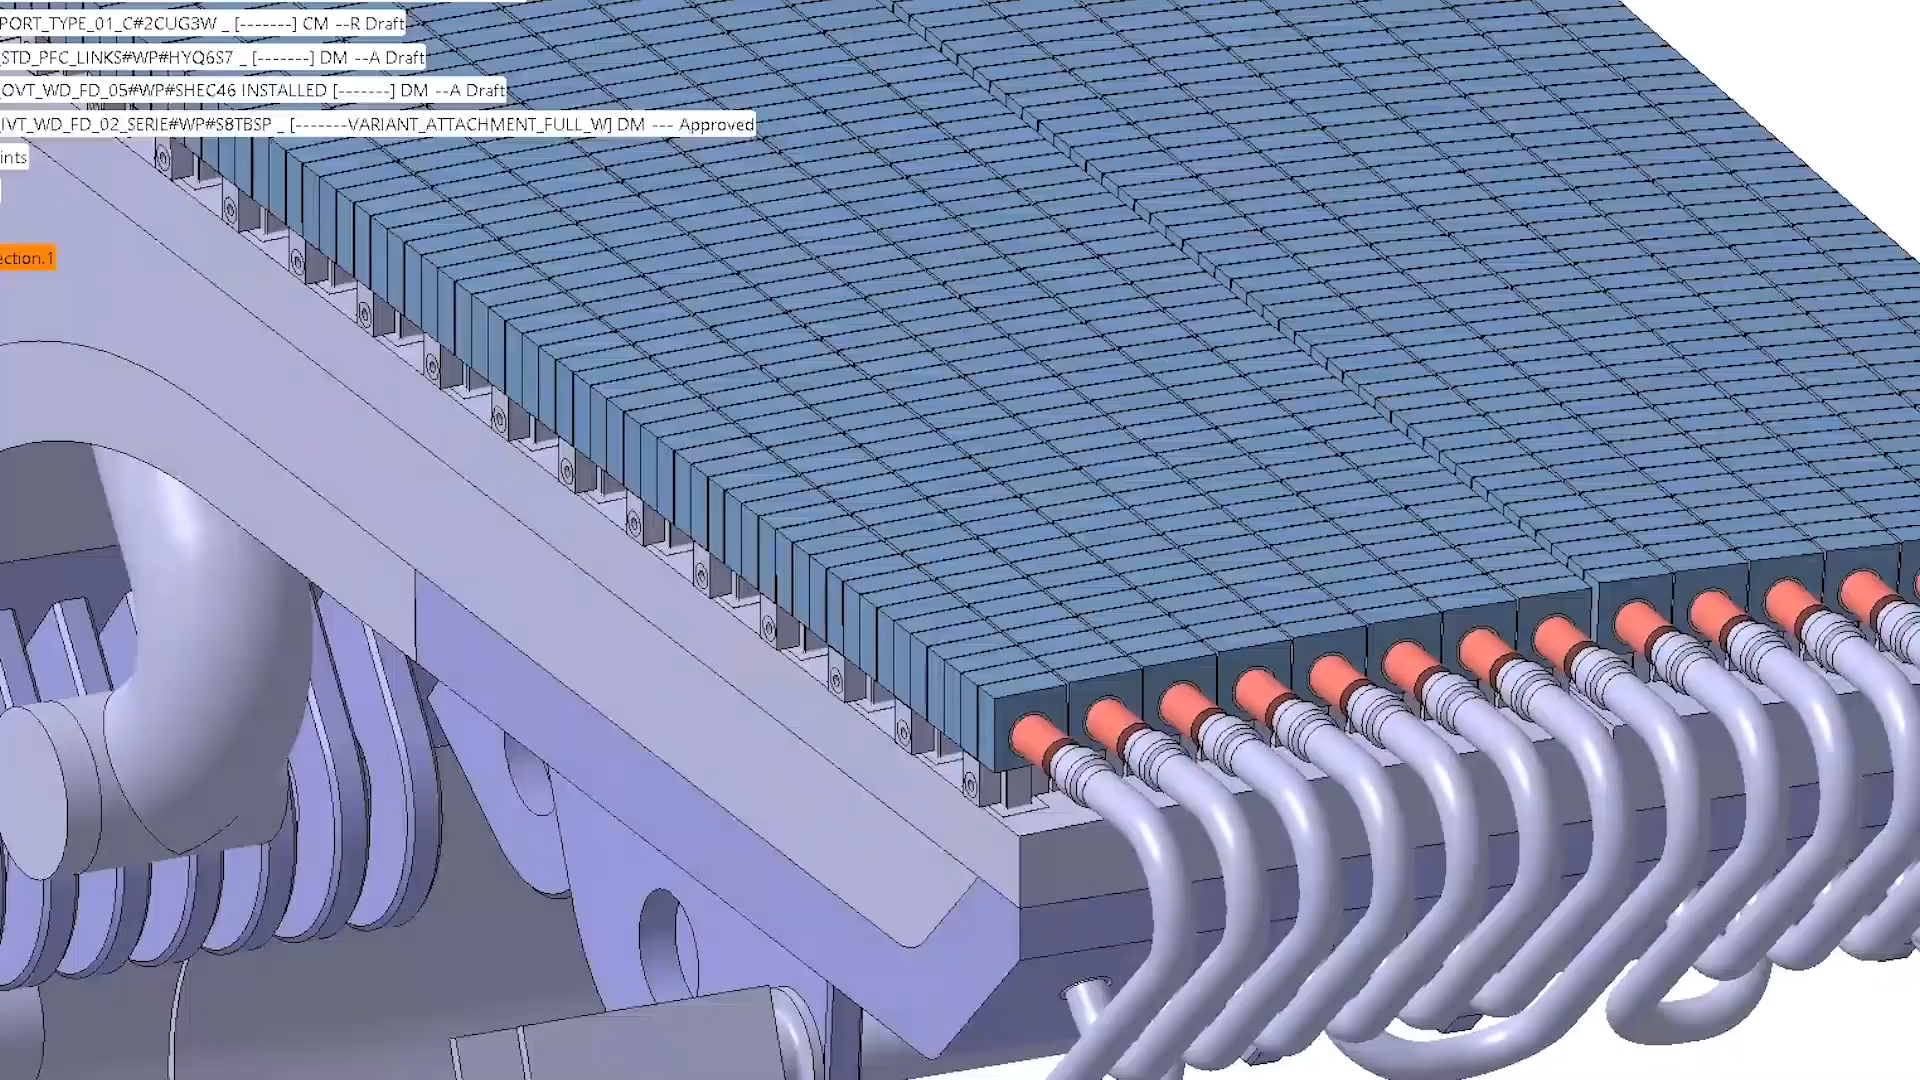 PORT_TYPE_01_C#2CUG3W _ [-------] CM --R Draft
STD_PFC_LINKS#WP#HYQ6S7 _ [-------] DM --A Draft
OVT_WD_FD_05#WP#SHEC46 INSTALLED [-------] DM --A Draft
IVT_WD_FD_02_SERIE#WP#S8TBSP _ [-------VARIANT_ATTACHMENT_FULL_W] DM --- Approved
ints
ection.1